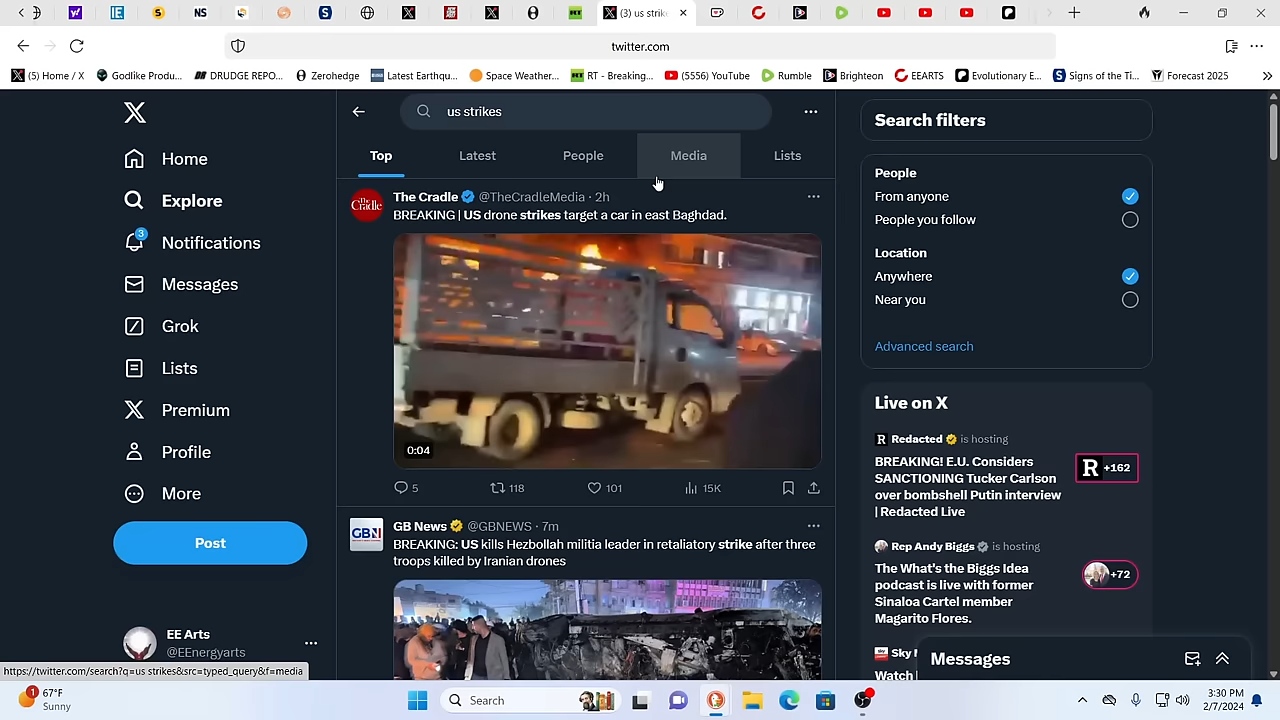 (3) us strik
twitter.com
(5) Home / X
Godlike Produ...
DRUDGE REPO...
Zerohedge
Latest Earthqu...
Space Weather...
RT - Breaking...
(5556) YouTube
Rumble
Brighteon
EEARTS
Evolutionary E...
Signs of the Ti...
Forecast 2025
us strikes
Top
Latest
People
Media
Lists
Home
Explore
3
Notifications
Messages
Grok
Lists
Premium
Profile
More
Post
EE Arts
@EEnergyarts
The Cradle @TheCradleMedia · 2h
BREAKING | US drone strikes target a car in east Baghdad.
The Cradle
0:04
5
118
101
15K
GBN
GB News @GBNEWS · 7m
BREAKING: US kills Hezbollah militia leader in retaliatory strike after three
troops killed by Iranian drones
Search filters
People
From anyone
People you follow
Location
Anywhere
Near you
Advanced search
Live on X
R Redacted is hosting
BREAKING! E.U. Considers
SANCTIONING Tucker Carlson
over bombshell Putin interview
| Redacted Live
R +162
Rep Andy Biggs is hosting
The What's the Biggs Idea
podcast is live with former
Sinaloa Cartel member
Magarito Flores.
+72
Sky
Watch
Messages
https://twitter.com/search?q=us strikes&src=typed_query&f=media
1
67°F
Sunny
Search
3:30 PM
2/7/2024